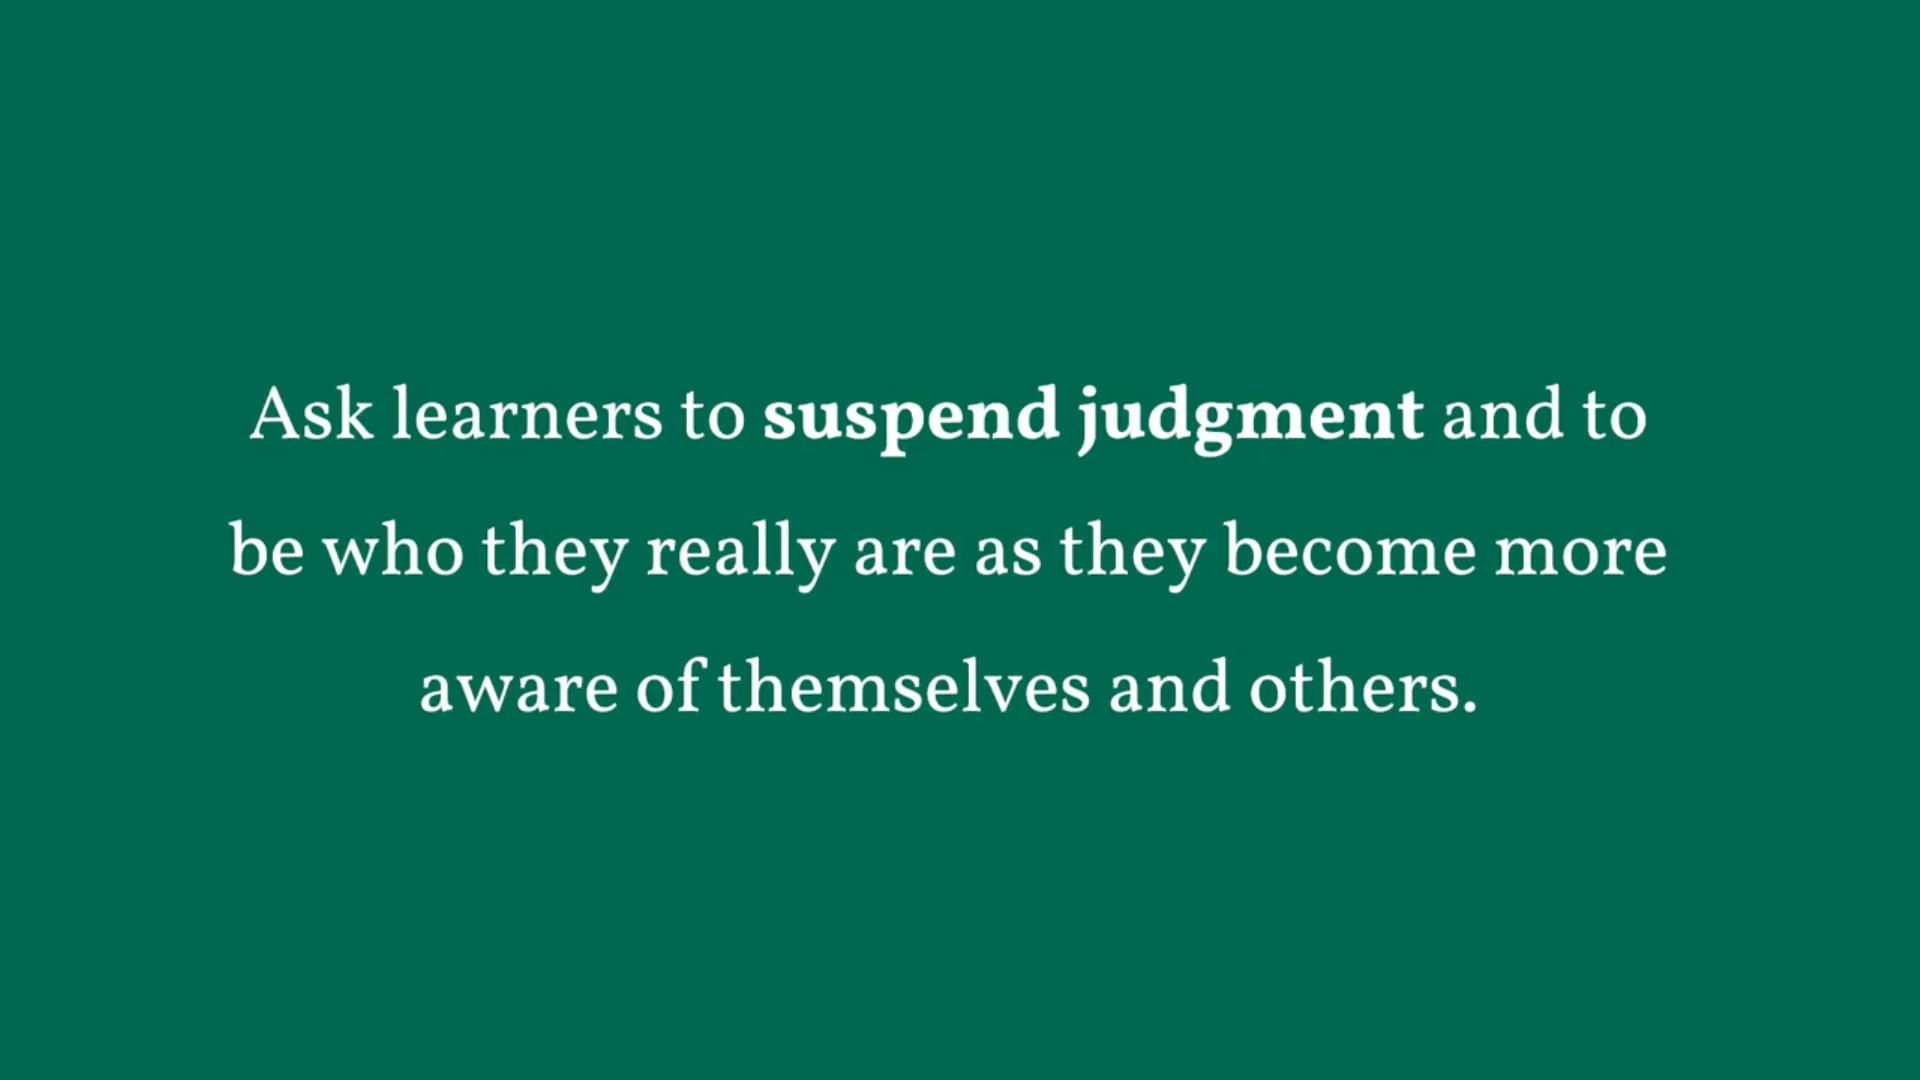 Ask learners to suspend judgment and to
be who they really are as they become more
aware of themselves and others.